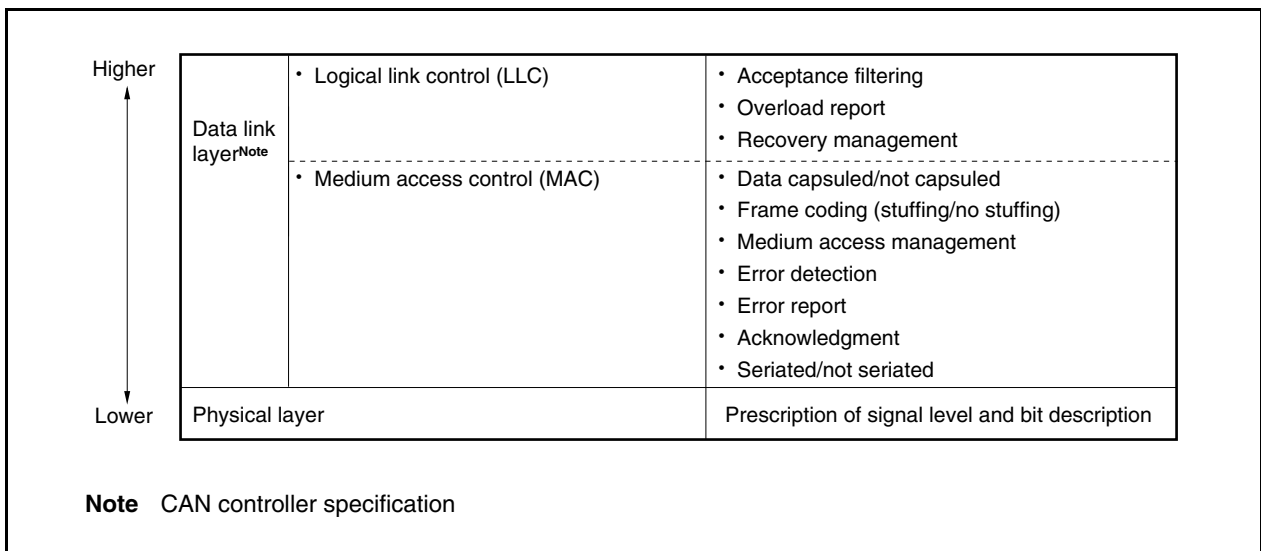 Higher
Data link
layerNote
• Logical link control (LLC)
• Acceptance filtering
• Overload report
• Recovery management
• Medium access control (MAC)
• Data capsuled/not capsuled
• Frame coding (stuffing/no stuffing)
• Medium access management
• Error detection
• Error report
• Acknowledgment
• Seriated/not seriated
Lower
Physical layer
Prescription of signal level and bit description
Note CAN controller specification